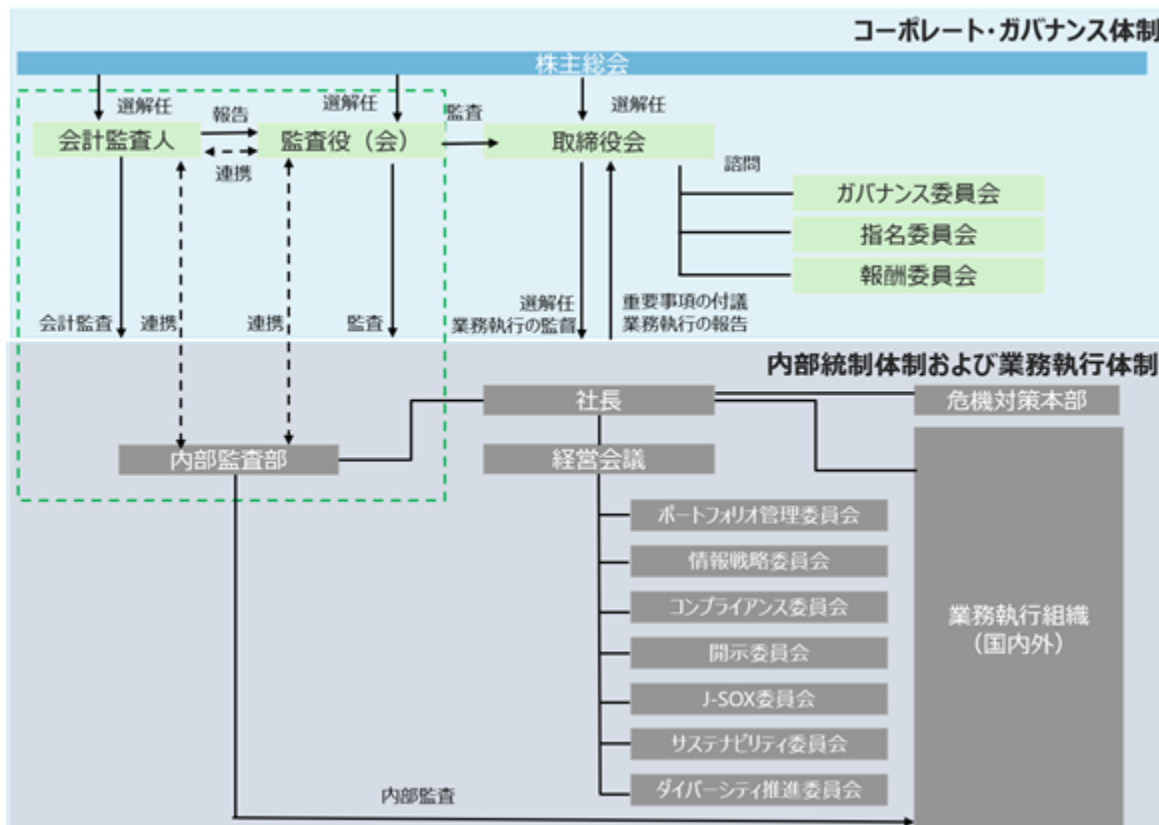 コーポレート・ガバナンス体制
株主総会
選解任
報告
選解任
監査
選解任
会計監査人
監査役（会）
取締役会
連携
諮問
ガバナンス委員会
指名委員会
報酬委員会
選解任
業務執行の監督
重要事項の付議
業務執行の報告
会計監査
連携
連携
監査
内部統制体制および業務執行体制
社長
危機対策本部
内部監査部
経営会議
ポートフォリオ管理委員会
情報戦略委員会
コンプライアンス委員会
開示委員会
J-SOX委員会
サステナビリティ委員会
ダイバーシティ推進委員会
業務執行組織
（国内外）
内部監査